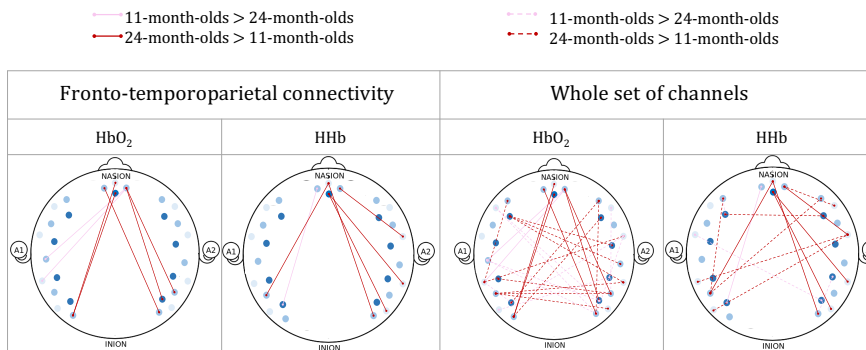 11-month-olds > 24-month-olds
24-month-olds > 11-month-olds
11-month-olds > 24-month-olds
24-month-olds > 11-month-olds
Fronto-temporoparietal connectivity
Whole set of channels
HbO₂
HHb
HbO₂
HHb
NASION
NASION
NASION
NASION
A1
A2
A1
A2
A1
A2
A1
INION
INION
INION
INION